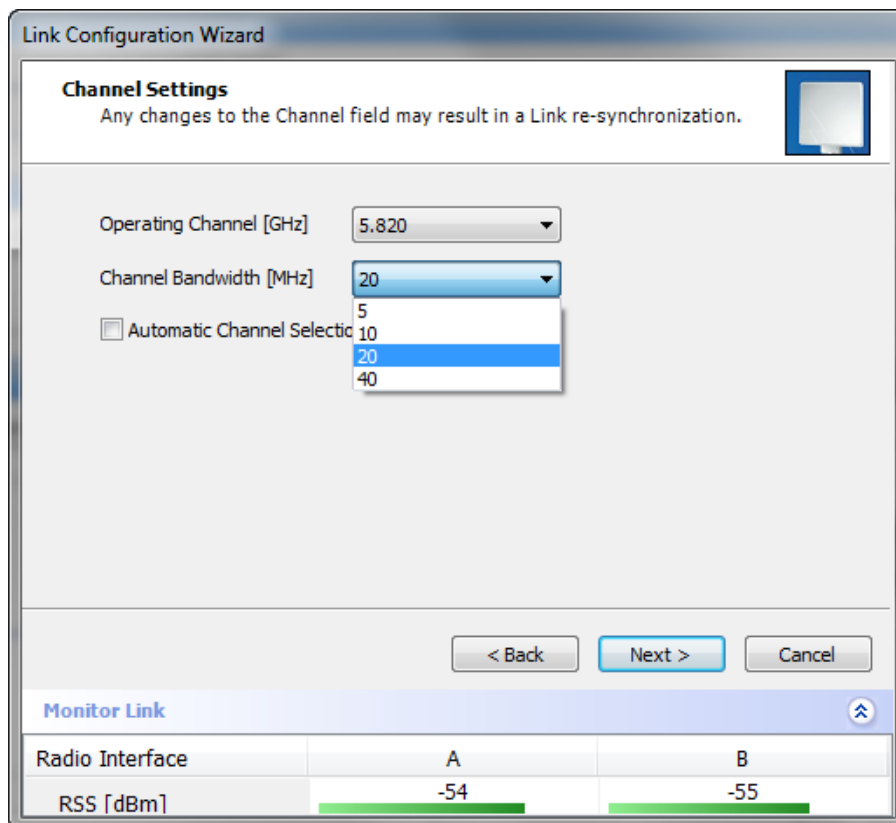 Link Configuration Wizard
Channel Settings
Any changes to the Channel field may result in a Link re-synchronization.
Operating Channel [GHz] 5.820
Channel Bandwidth [MHz] 20
5
Automatic Channel Selectio 10
20
40
< Back Next > Cancel
Monitor Link
Radio Interface A B
RSS [dBm] -54 -55